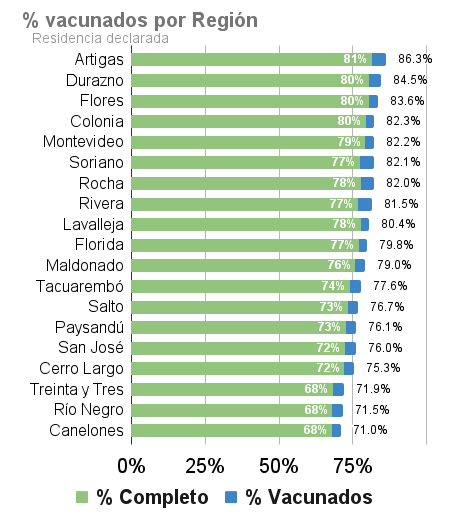 % vacunados por Región
Residencia declarada
Artigas 81% 86.3%
Durazno 80% 84.5%
Flores 80% 83.6%
Colonia 80% 82.3%
Montevideo 79% 82.2%
Soriano 77% 82.1%
Rocha 78% 82.0%
Rivera 77% 81.5%
Lavalleja 78% 80.4%
Florida 77% 79.8%
Maldonado 76% 79.0%
Tacuarembó 74% 77.6%
Salto 73% 76.7%
Paysandú 73% 76.1%
San José 72% 76.0%
Cerro Largo 72% 75.3%
Treinta y Tres 68% 71.9%
Río Negro 68% 71.5%
Canelones 68% 71.0%
0% 25% 50% 75%
% Completo % Vacunados